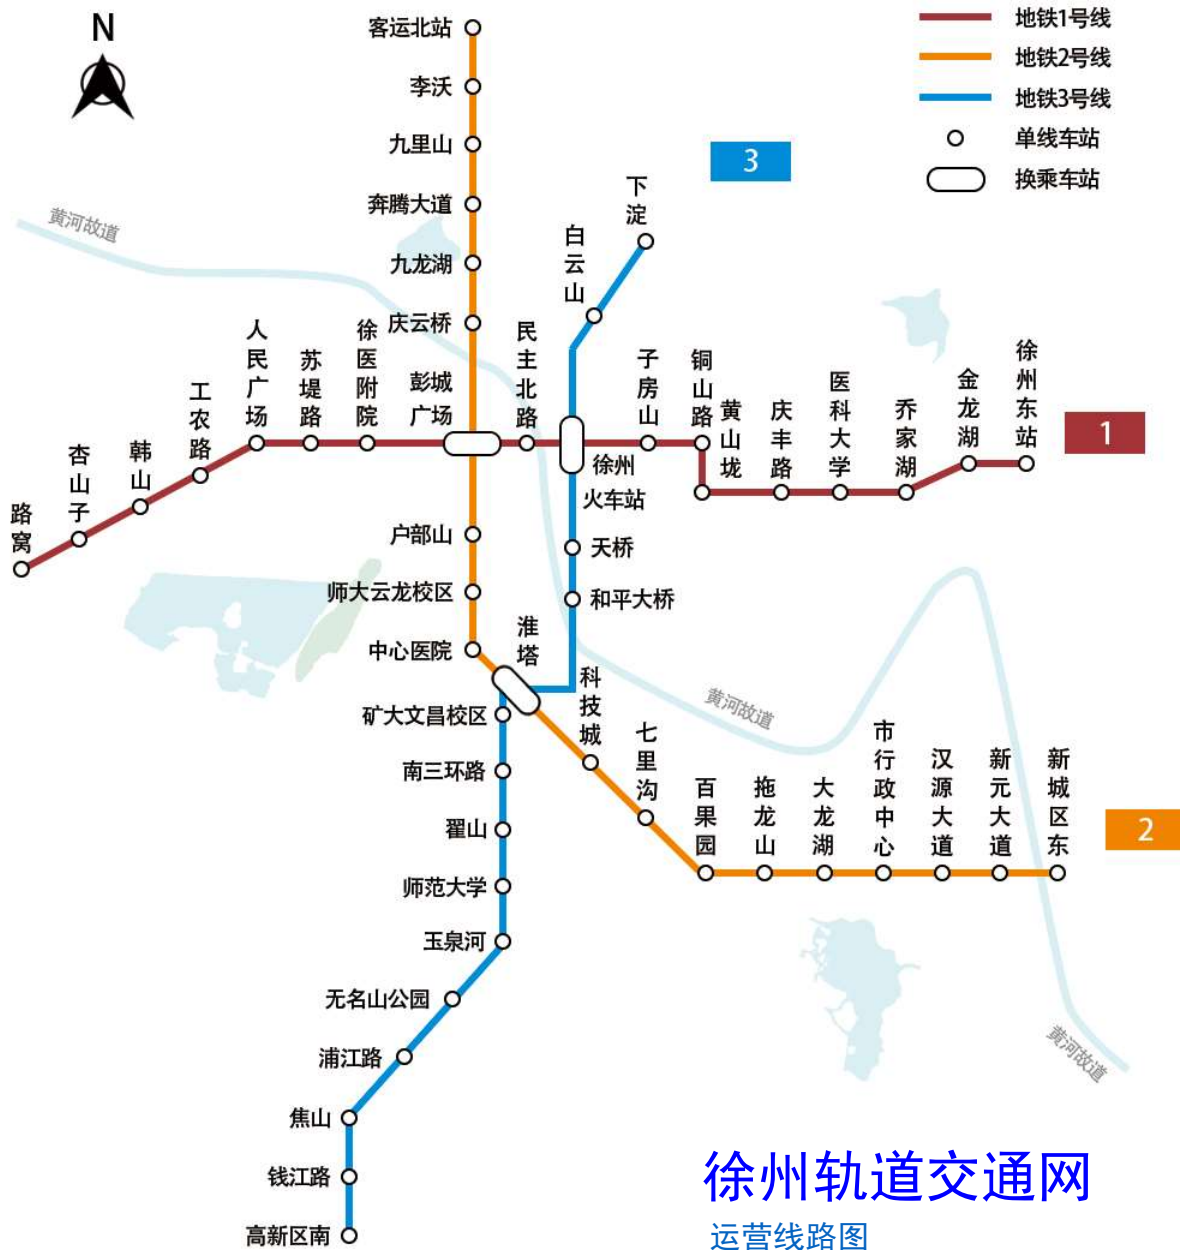 N
地铁1号线
地铁2号线
地铁3号线
单线车站
换乘车站
3
1
2
客运北站
李沃
九里山
奔腾大道
九龙湖
庆云桥
彭城
广场
户部山
师大云龙校区
中心医院
淮塔
科技城
七里沟
百果园
拖龙山
大龙湖
市行政中心
汉源大道
新元大道
新城区东
路窝
杏山子
韩山
工农路
人民广场
苏堤路
徐医附院
民主北路
徐州
火车站
子房山
铜山路
黄山垅
庆丰路
医科大学
乔家湖
金龙湖
徐州东站
下淀
白云山
天桥
和平大桥
矿大文昌校区
南三环路
翟山
师范大学
玉泉河
无名山公园
浦江路
焦山
钱江路
高新区南
黄河故道
黄河故道
黄河故道
徐州轨道交通网
运营线路图